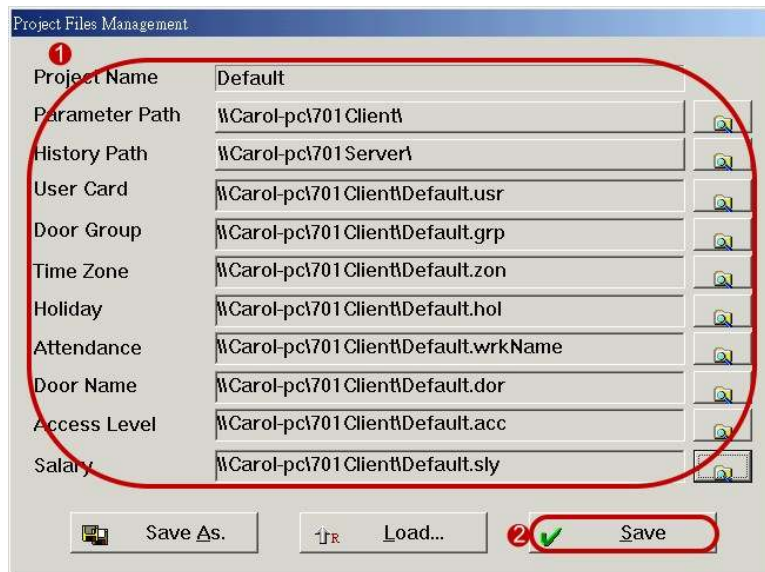 Project Files Management
1
Project Name Default
Parameter Path \\Carol-pc\701Client\
History Path \\Carol-pc\701Server\
User Card \\Carol-pc\701Client\Default.usr
Door Group \\Carol-pc\701Client\Default.grp
Time Zone \\Carol-pc\701Client\Default.zon
Holiday \\Carol-pc\701Client\Default.hol
Attendance \\Carol-pc\701Client\Default.wrkName
Door Name \\Carol-pc\701Client\Default.dor
Access Level \\Carol-pc\701Client\Default.acc
Salary \\Carol-pc\701Client\Default.sly
Save As. R Load... 2 Save